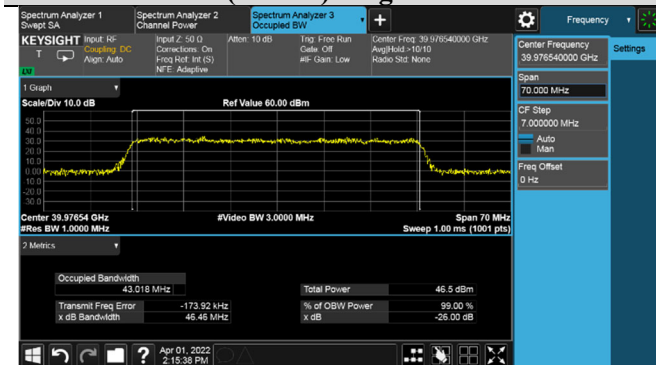 Spectrum Analyzer 1
Swept SA
Spectrum Analyzer 2
Channel Power
Spectrum Analyzer 3
Occupied BW
+
Frequency
KEYSIGHT
T
LXI
Input: RF
Coupling: DC
Align: Auto
Input Z: 50 Ω
Corrections: On
Freq Ref: Int (S)
NFE: Adaptive
Atten: 10 dB
Trig: Free Run
Gate: Off
#IF Gain: Low
Center Freq: 39.976540000 GHz
Avg|Hold:>10/10
Radio Std: None
Center Frequency
39.976540000 GHz
Settings
Span
70.000 MHz
CF Step
7.000000 MHz
Auto
Man
Freq Offset
0 Hz
1 Graph
Scale/Div 10.0 dB
Ref Value 60.00 dBm
50.0
40.0
30.0
20.0
10.0
0.00
-10.0
-20.0
-30.0
Center 39.97654 GHz
#Res BW 1.0000 MHz
#Video BW 3.0000 MHz
Span 70 MHz
Sweep 1.00 ms (1001 pts)
2 Metrics
Occupied Bandwidth
43.018 MHz
Total Power
46.5 dBm
Transmit Freq Error
-173.92 kHz
% of OBW Power
99.00 %
x dB Bandwidth
46.46 MHz
x dB
-26.00 dB
?
Apr 01, 2022
2:15:38 PM